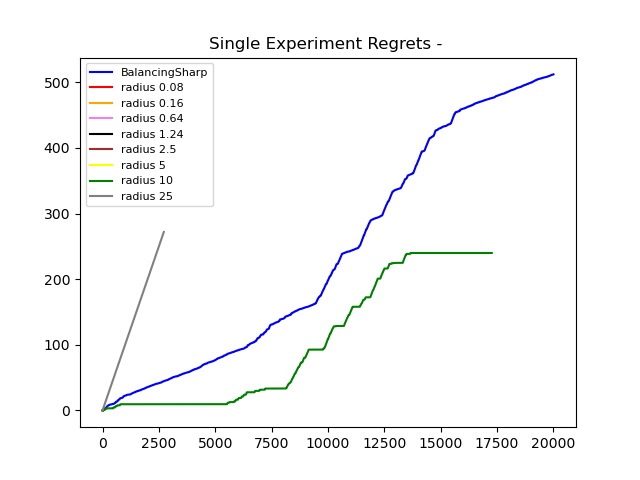 Single Experiment Regrets -
BalancingSharp
radius 0.08
radius 0.16
radius 0.64
radius 1.24
radius 2.5
radius 5
radius 10
radius 25
500
400
300
200
100
0
0 2500 5000 7500 10000 12500 15000 17500 20000